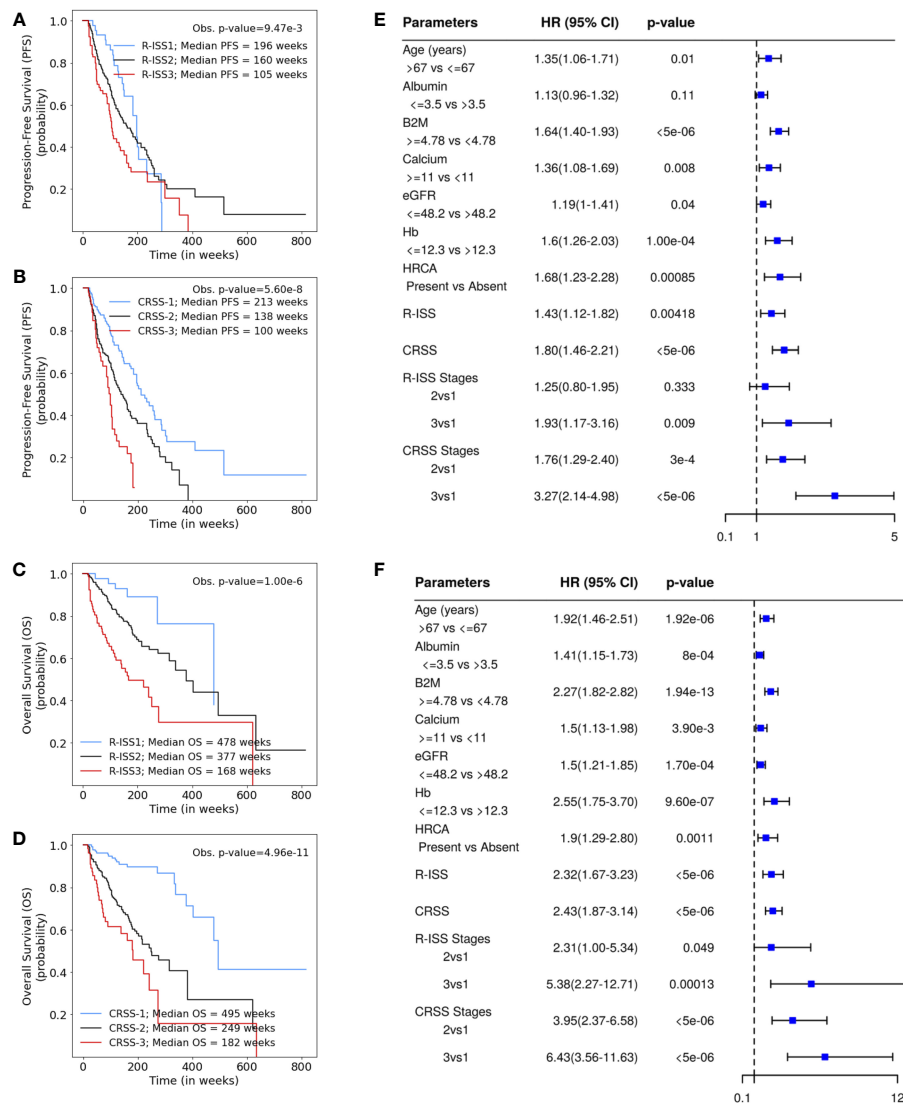 A
Obs. p-value=9.47e-3
R-ISS1; Median PFS = 196 weeks
R-ISS2; Median PFS = 160 weeks
R-ISS3; Median PFS = 105 weeks
Progression-Free Survival (PFS)
(probability)
1.0
0.8
0.6
0.4
0.2
0 200 400 600 800
Time (in weeks)
B
Obs. p-value=5.60e-8
CRSS-1; Median PFS = 213 weeks
CRSS-2; Median PFS = 138 weeks
CRSS-3; Median PFS = 100 weeks
Progression-Free Survival (PFS)
(probability)
1.0
0.8
0.6
0.4
0.2
0 200 400 600 800
Time (in weeks)
C
Obs. p-value=1.00e-6
R-ISS1; Median OS = 478 weeks
R-ISS2; Median OS = 377 weeks
R-ISS3; Median OS = 168 weeks
Overall Survival (OS)
(probability)
1.0
0.8
0.6
0.4
0.2
0 200 400 600 800
Time (in weeks)
D
Obs. p-value=4.96e-11
CRSS-1; Median OS = 495 weeks
CRSS-2; Median OS = 249 weeks
CRSS-3; Median OS = 182 weeks
Overall Survival (OS)
(probability)
1.0
0.8
0.6
0.4
0.2
0 200 400 600 800
Time (in weeks)
E
Parameters HR (95% CI) p-value
Age (years)
>67 vs <=67 1.35(1.06-1.71) 0.01
Albumin
<=3.5 vs >3.5 1.13(0.96-1.32) 0.11
B2M
>=4.78 vs <4.78 1.64(1.40-1.93) <5e-06
Calcium
>=11 vs <11 1.36(1.08-1.69) 0.008
eGFR
<=48.2 vs >48.2 1.19(1-1.41) 0.04
Hb
<=12.3 vs >12.3 1.6(1.26-2.03) 1.00e-04
HRCA
Present vs Absent 1.68(1.23-2.28) 0.00085
R-ISS 1.43(1.12-1.82) 0.00418
CRSS 1.80(1.46-2.21) <5e-06
R-ISS Stages
2vs1 1.25(0.80-1.95) 0.333
3vs1 1.93(1.17-3.16) 0.009
CRSS Stages
2vs1 1.76(1.29-2.40) 3e-4
3vs1 3.27(2.14-4.98) <5e-06
0.1 1 5
F
Parameters HR (95% CI) p-value
Age (years)
>67 vs <=67 1.92(1.46-2.51) 1.92e-06
Albumin
<=3.5 vs >3.5 1.41(1.15-1.73) 8e-04
B2M
>=4.78 vs <4.78 2.27(1.82-2.82) 1.94e-13
Calcium
>=11 vs <11 1.5(1.13-1.98) 3.90e-3
eGFR
<=48.2 vs >48.2 1.5(1.21-1.85) 1.70e-04
Hb
<=12.3 vs >12.3 2.55(1.75-3.70) 9.60e-07
HRCA
Present vs Absent 1.9(1.29-2.80) 0.0011
R-ISS 2.32(1.67-3.23) <5e-06
CRSS 2.43(1.87-3.14) <5e-06
R-ISS Stages
2vs1 2.31(1.00-5.34) 0.049
3vs1 5.38(2.27-12.71) 0.00013
CRSS Stages
2vs1 3.95(2.37-6.58) <5e-06
3vs1 6.43(3.56-11.63) <5e-06
0.1 12